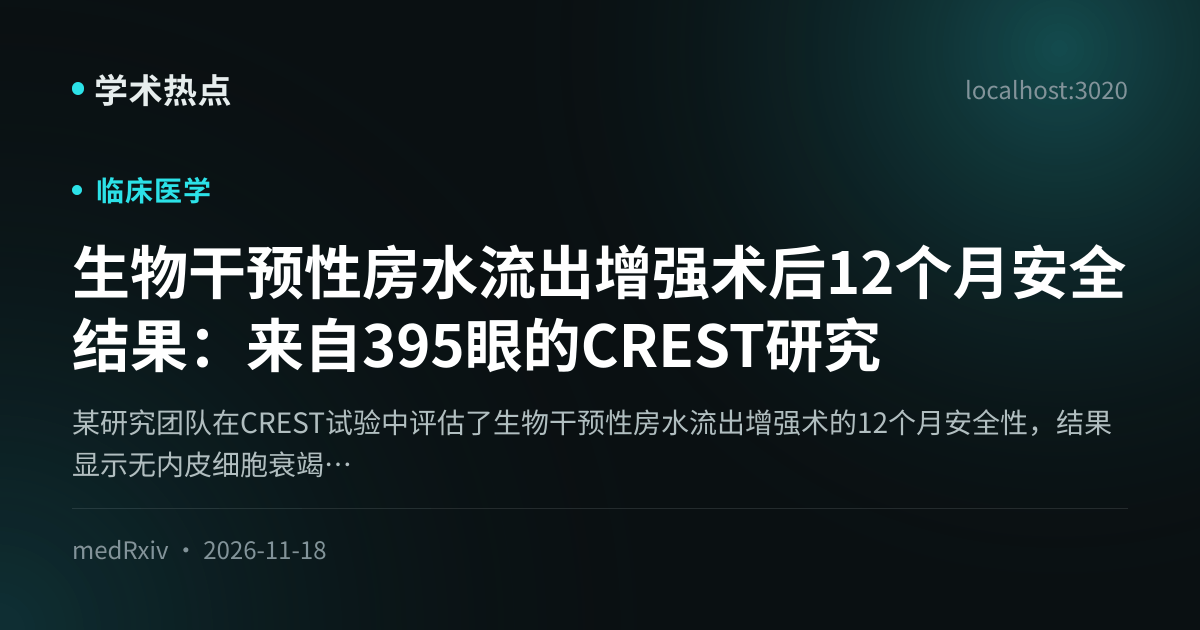 学术热点
localhost:3020
临床医学
生物干预性房水流出增强术后12个月安全
结果：来自395眼的CREST研究
某研究团队在CREST试验中评估了生物干预性房水流出增强术的12个月安全性，结果
显示无内皮细胞衰竭…
medRxiv • 2026-11-18